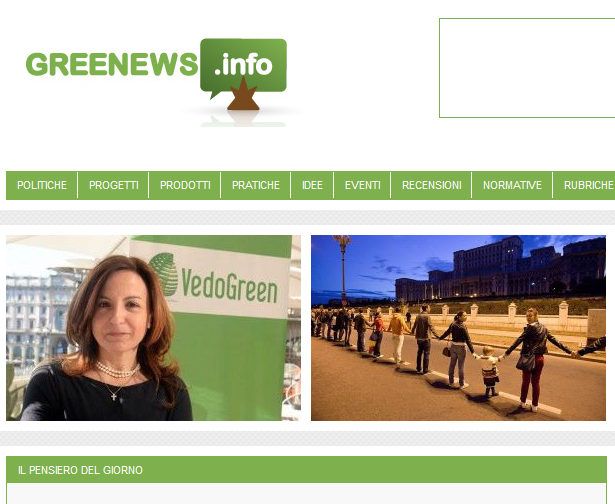 GREENEWS .info
POLITICHE PROGETTI PRODOTTI PRATICHE IDEE EVENTI RECENSIONI NORMATIVE RUBRICHE
VedoGreen
IL PENSIERO DEL GIORNO